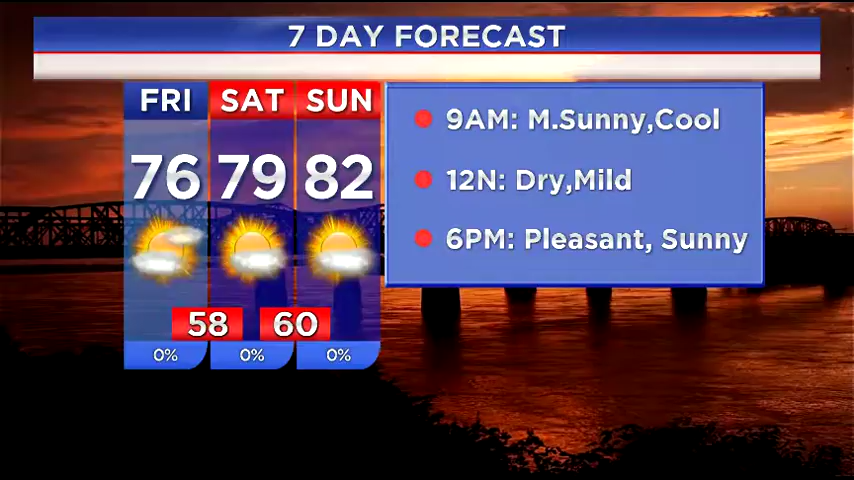 7 DAY FORECAST
FRI SAT SUN
76 79 82
58 60
0% 0% 0%
9AM: M.Sunny,Cool
12N: Dry,Mild
6PM: Pleasant, Sunny